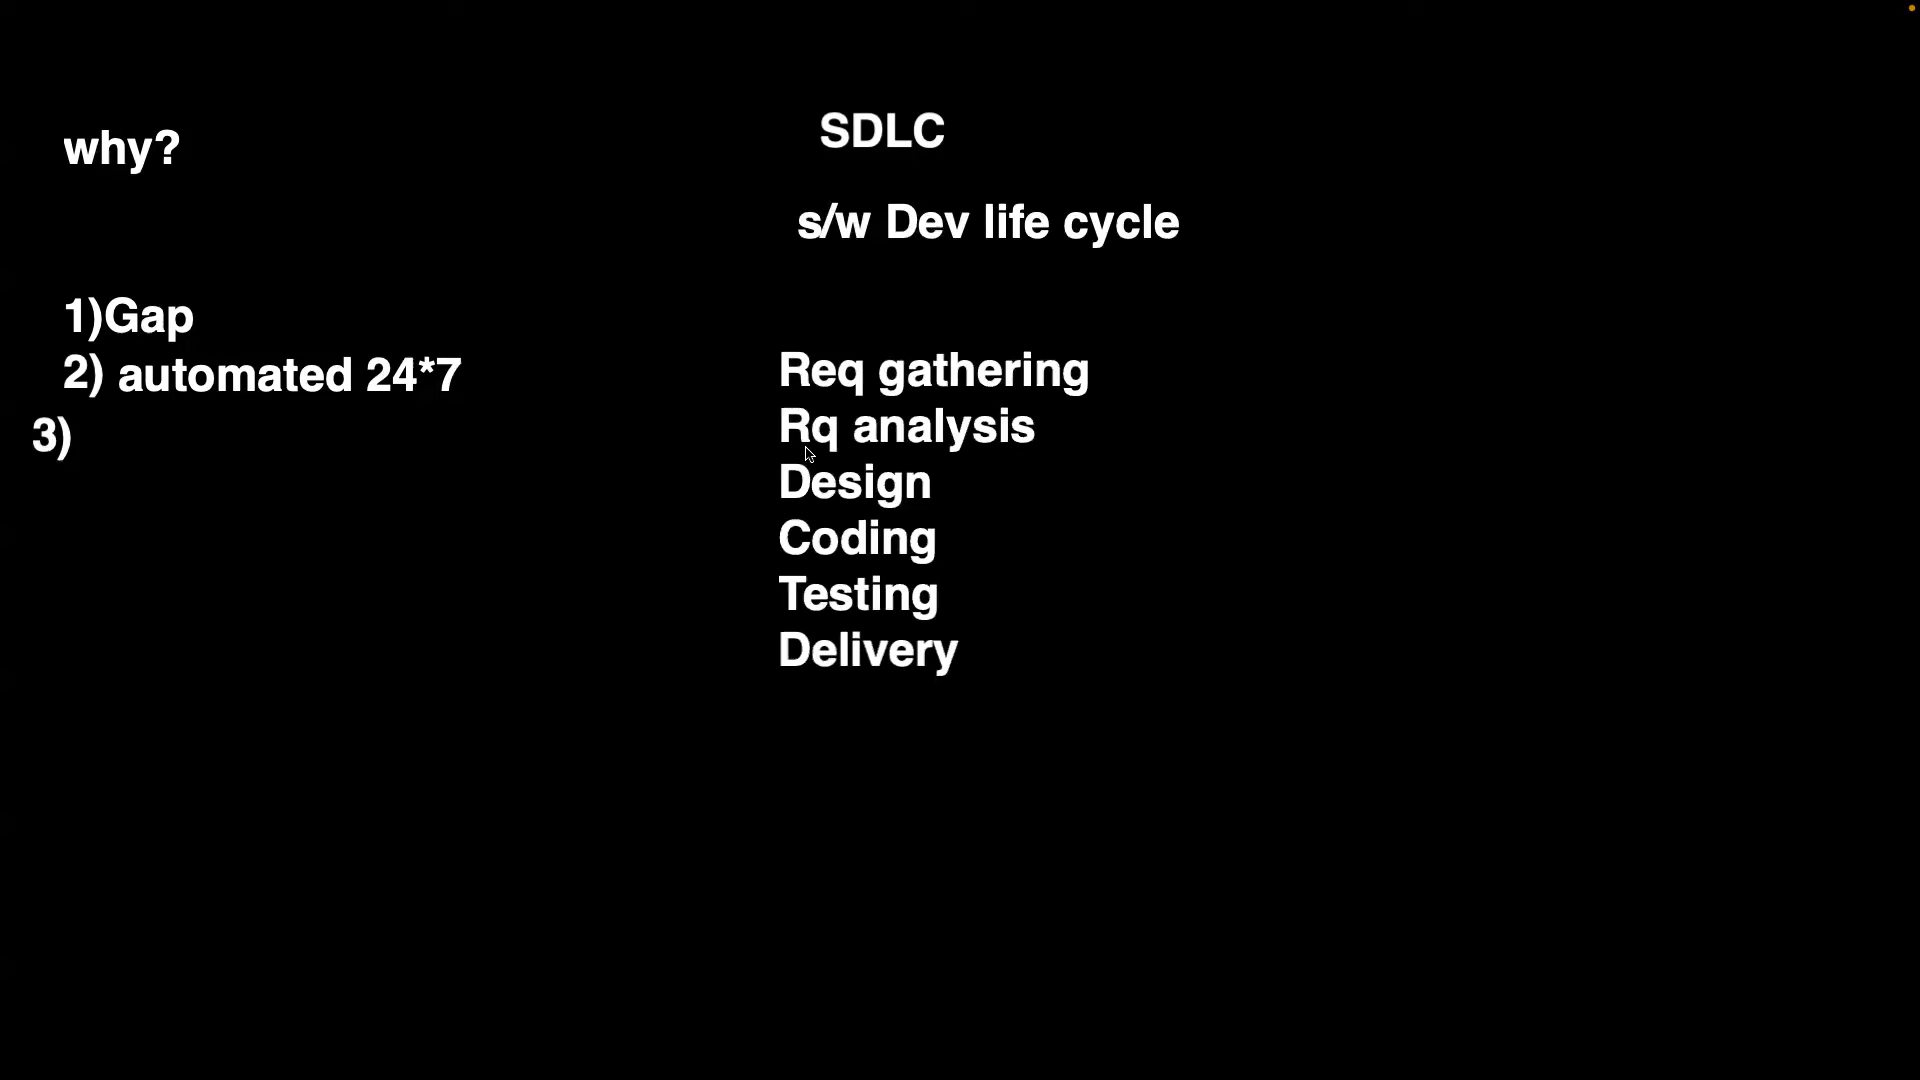 why?
1)Gap
2) automated 24*7
3)
SDLC
s/w Dev life cycle
Req gathering
Rq analysis
Design
Coding
Testing
Delivery